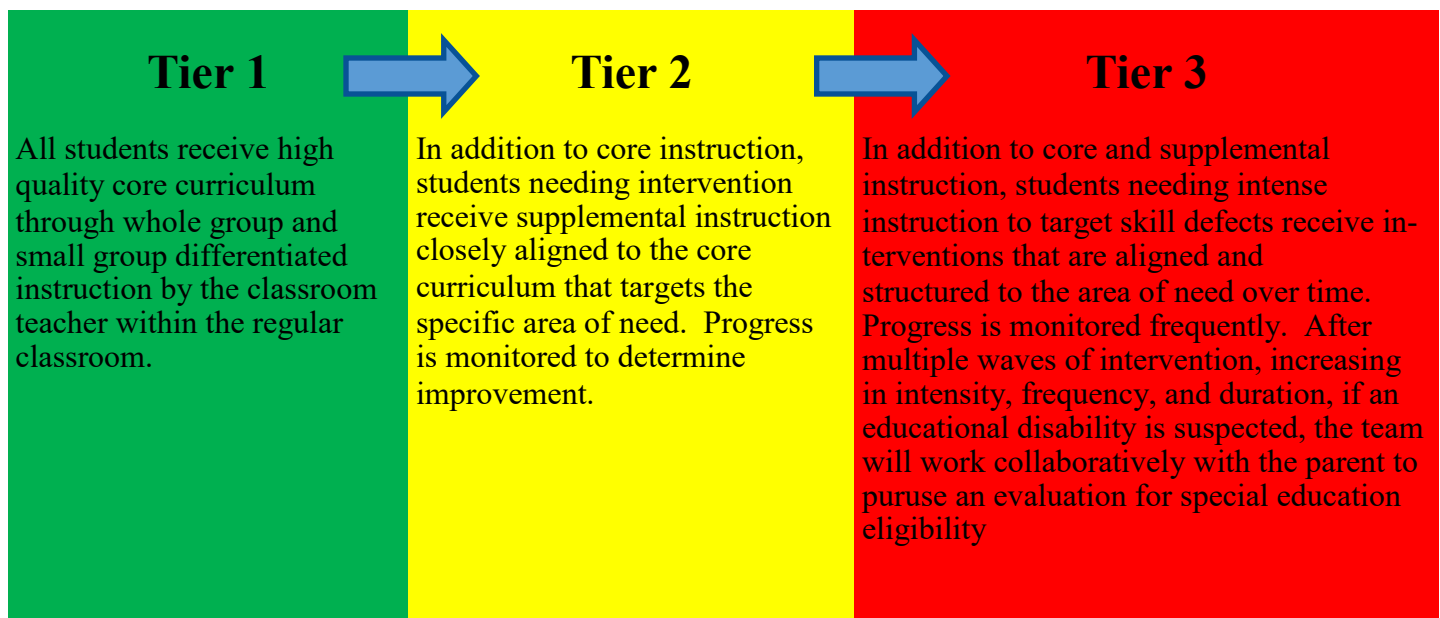 Tier 1
All students receive high
quality core curriculum
through whole group and
small group differentiated
instruction by the classroom
teacher within the regular
classroom.
Tier 2
In addition to core instruction,
students needing intervention
receive supplemental instruction
closely aligned to the core
curriculum that targets the
specific area of need.  Progress
is monitored to determine
improvement.
Tier 3
In addition to core and supplemental
instruction, students needing intense
instruction to target skill defects receive in-
terventions that are aligned and
structured to the area of need over time.
Progress is monitored frequently.  After
multiple waves of intervention, increasing
in intensity, frequency, and duration, if an
educational disability is suspected, the team
will work collaboratively with the parent to
puruse an evaluation for special education
eligibility